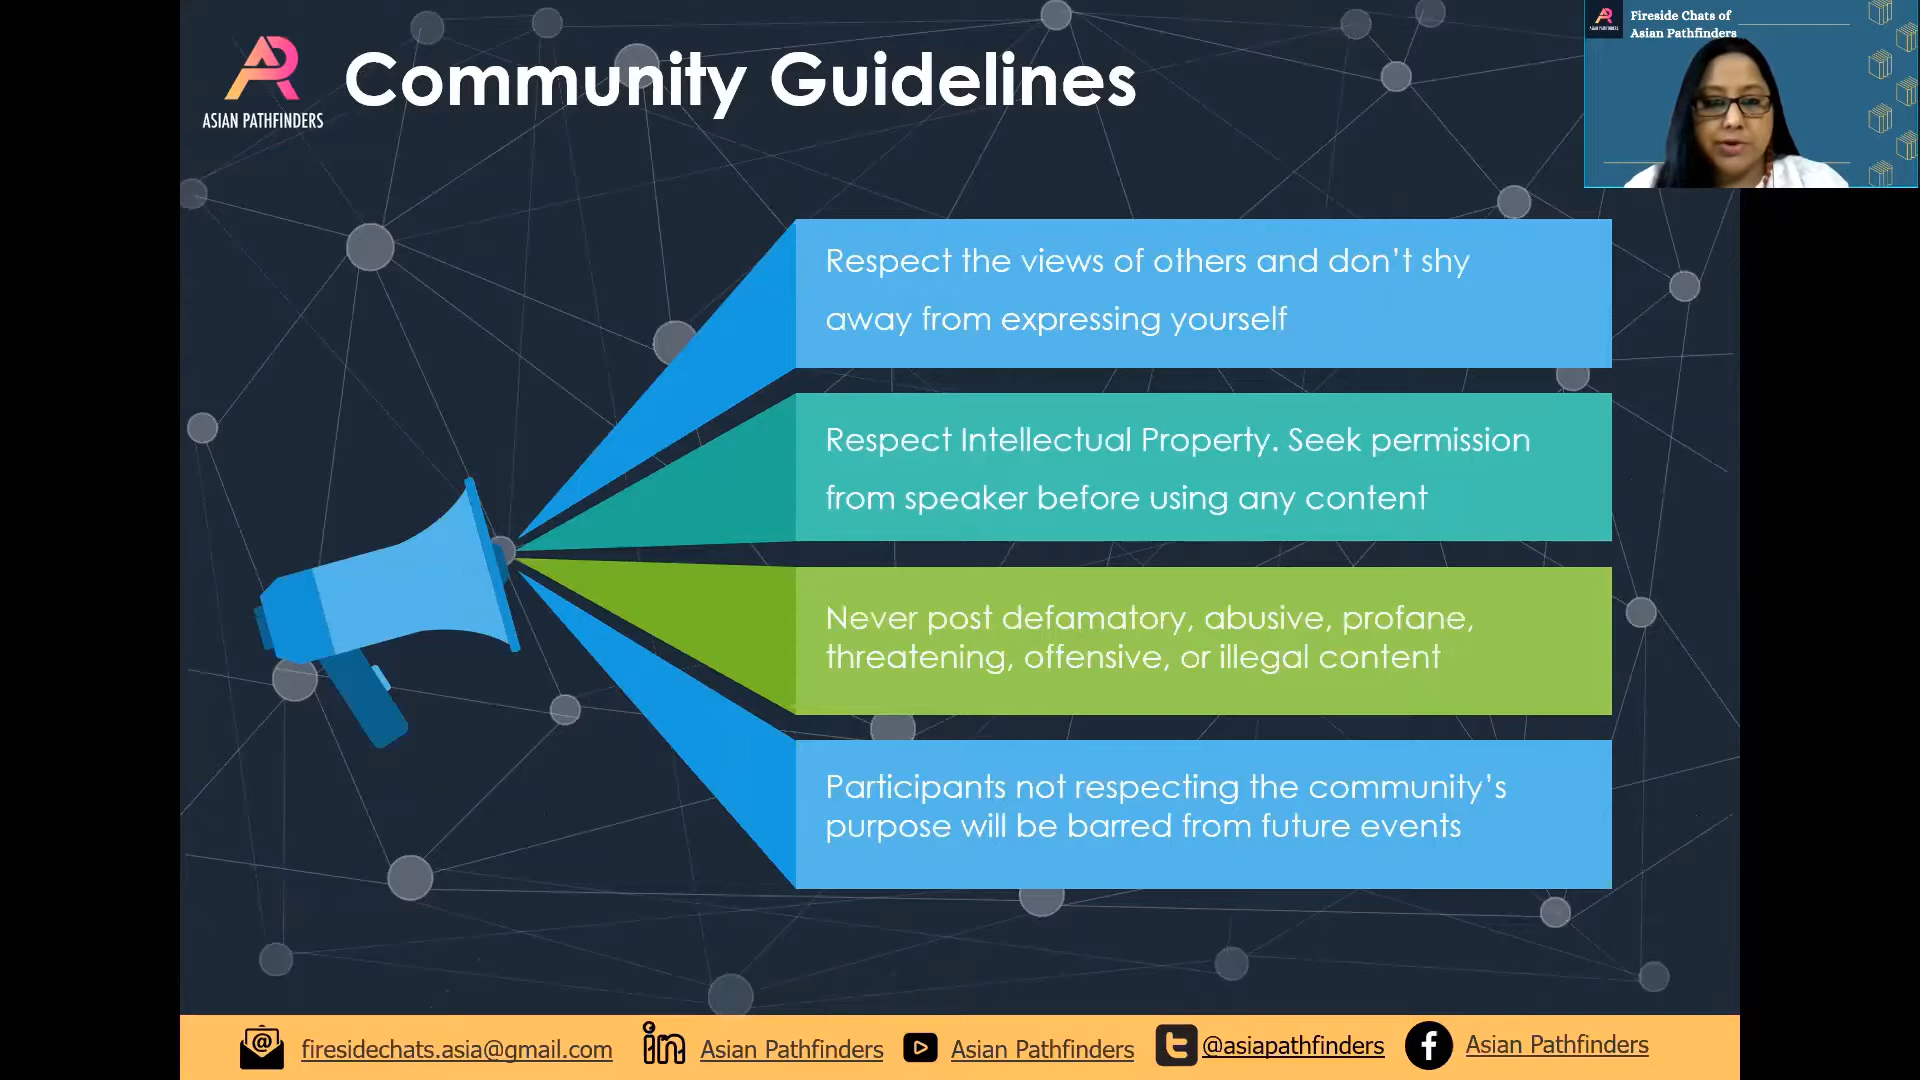 ASIAN PATHFINDERS
Community Guidelines
ASIAN PATHFINDERS
Fireside Chats of
Asian Pathfinders
Respect the views of others and don’t shy
away from expressing yourself
Respect Intellectual Property. Seek permission
from speaker before using any content
Never post defamatory, abusive, profane,
threatening, offensive, or illegal content
Participants not respecting the community’s
purpose will be barred from future events
firesidechats.asia@gmail.com
Asian Pathfinders
Asian Pathfinders
@asiapathfinders
Asian Pathfinders